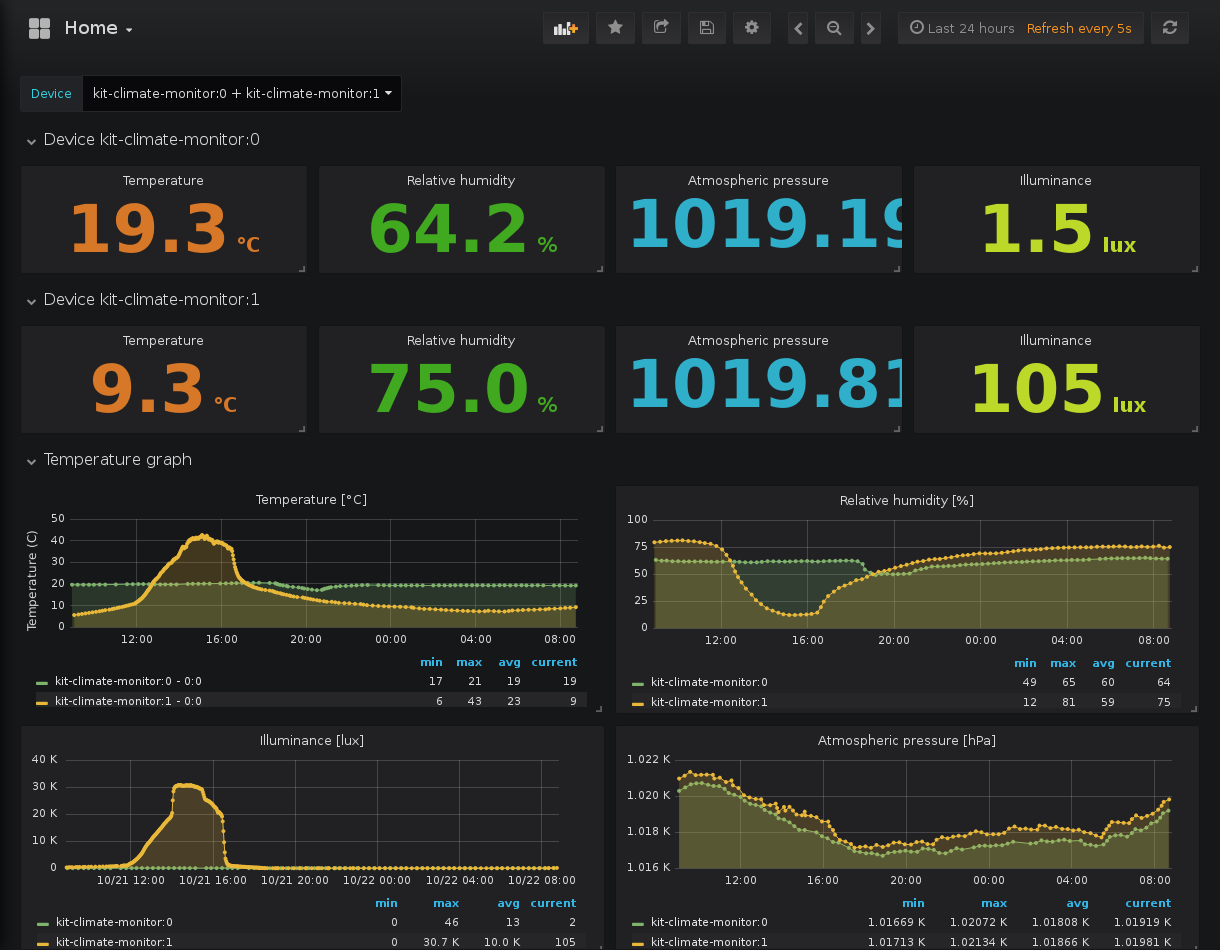 Home
Last 24 hours Refresh every 5s
Device kit-climate-monitor:0 + kit-climate-monitor:1
Device kit-climate-monitor:0
Temperature Relative humidity Atmospheric pressure Illuminance
19.3 °C 64.2 % 1019.19 1.5 lux
Device kit-climate-monitor:1
Temperature Relative humidity Atmospheric pressure Illuminance
9.3 °C 75.0 % 1019.81 105 lux
Temperature graph
Temperature [°C]
Temperature (C)
50
40
30
20
10
0
12:00 16:00 20:00 00:00 04:00 08:00
min max avg current
kit-climate-monitor:0 - 0:0 17 21 19 19
kit-climate-monitor:1 - 0:0 6 43 23 9
Relative humidity [%]
100
75
50
25
0
12:00 16:00 20:00 00:00 04:00 08:00
min max avg current
kit-climate-monitor:0 49 65 60 64
kit-climate-monitor:1 12 81 59 75
Illuminance [lux]
40 K
30 K
20 K
10 K
0
10/21 12:00 10/21 16:00 10/21 20:00 10/22 00:00 10/22 04:00 10/22 08:00
min max avg current
kit-climate-monitor:0 0 46 13 2
kit-climate-monitor:1 0 30.7 K 10.0 K 105
Atmospheric pressure [hPa]
1.022 K
1.020 K
1.018 K
1.016 K
12:00 16:00 20:00 00:00 04:00 08:00
min max avg current
kit-climate-monitor:0 1.01669 K 1.02072 K 1.01808 K 1.01919 K
kit-climate-monitor:1 1.01713 K 1.02134 K 1.01866 K 1.01981 K